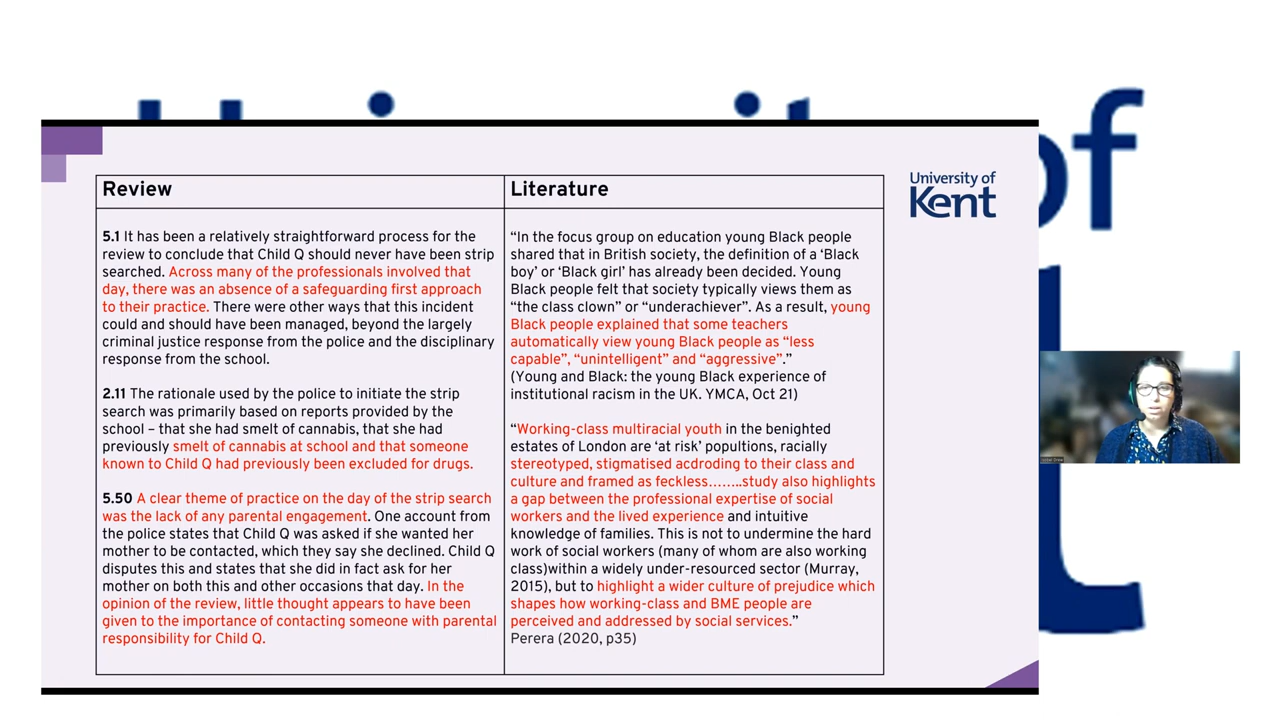 Review
5.1 It has been a relatively straightforward process for the
review to conclude that Child Q should never have been strip
searched. Across many of the professionals involved that
day, there was an absence of a safeguarding first approach
to their practice. There were other ways that this incident
could and should have been managed, beyond the largely
criminal justice response from the police and the disciplinary
response from the school.
2.11 The rationale used by the police to initiate the strip
search was primarily based on reports provided by the
school – that she had smelt of cannabis, that she had
previously smelt of cannabis at school and that someone
known to Child Q had previously been excluded for drugs.
5.50 A clear theme of practice on the day of the strip search
was the lack of any parental engagement. One account from
the police states that Child Q was asked if she wanted her
mother to be contacted, which they say she declined. Child Q
disputes this and states that she did in fact ask for her
mother on both this and other occasions that day. In the
opinion of the review, little thought appears to have been
given to the importance of contacting someone with parental
responsibility for Child Q.
Literature
“In the focus group on education young Black people
shared that in British society, the definition of a ‘Black
boy’ or ‘Black girl’ has already been decided. Young
Black people felt that society typically views them as
“the class clown” or “underachiever”. As a result, young
Black people explained that some teachers
automatically view young Black people as “less
capable”, “unintelligent” and “aggressive”.”
(Young and Black: the young Black experience of
institutional racism in the UK. YMCA, Oct 21)
“Working-class multiracial youth in the benighted
estates of London are ‘at risk’ popultions, racially
stereotyped, stigmatised acdroding to their class and
culture and framed as feckless……..study also highlights
a gap between the professional expertise of social
workers and the lived experience and intuitive
knowledge of families. This is not to undermine the hard
work of social workers (many of whom are also working
class)within a widely under-resourced sector (Murray,
2015), but to highlight a wider culture of prejudice which
shapes how working-class and BME people are
perceived and addressed by social services.”
Perera (2020, p35)
University of
Kent
of